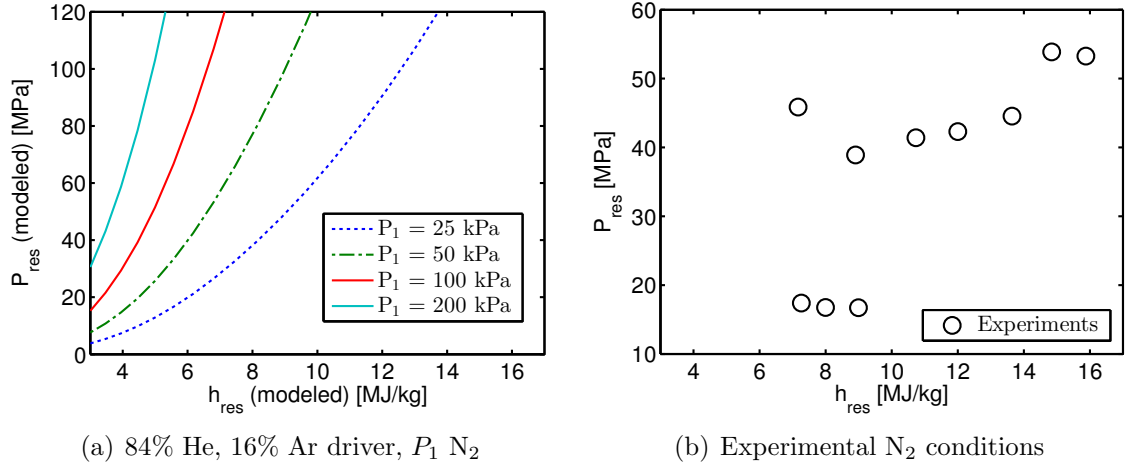 120
100
80
60
40
20
0
4 6 8 10 12 14 16
P_res (modeled) [MPa]
h_res (modeled) [MJ/kg]
P_1 = 25 kPa
P_1 = 50 kPa
P_1 = 100 kPa
P_1 = 200 kPa
(a) 84% He, 16% Ar driver, P_1 N_2
60
50
40
30
20
10
4 6 8 10 12 14 16
P_res [MPa]
h_res [MJ/kg]
Experiments
(b) Experimental N_2 conditions